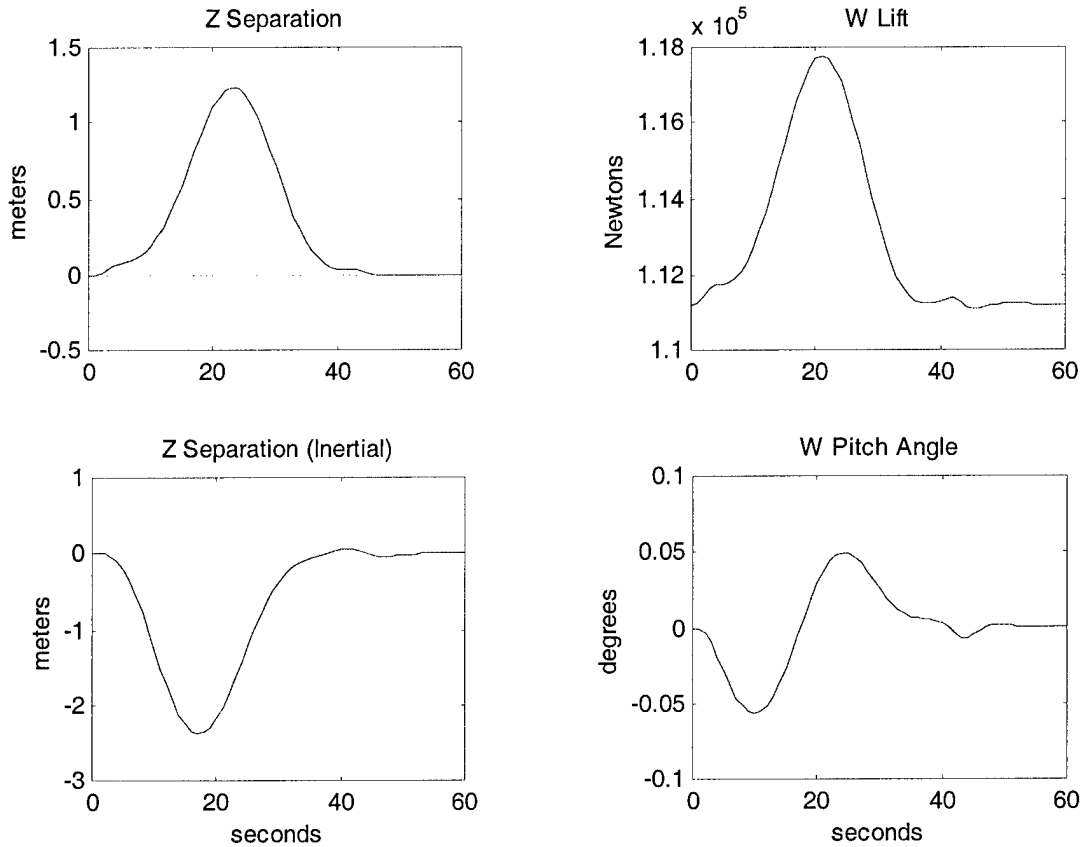 Z Separation
1.5
1
0.5
0
-0.5
meters
0 20 40 60
W Lift
x 10^5
1.18
1.16
1.14
1.12
1.1
Newtons
0 20 40 60
Z Separation (Inertial)
1
0
-1
-2
-3
meters
0 20 40 60
seconds
W Pitch Angle
0.1
0.05
0
-0.05
-0.1
degrees
0 20 40 60
seconds